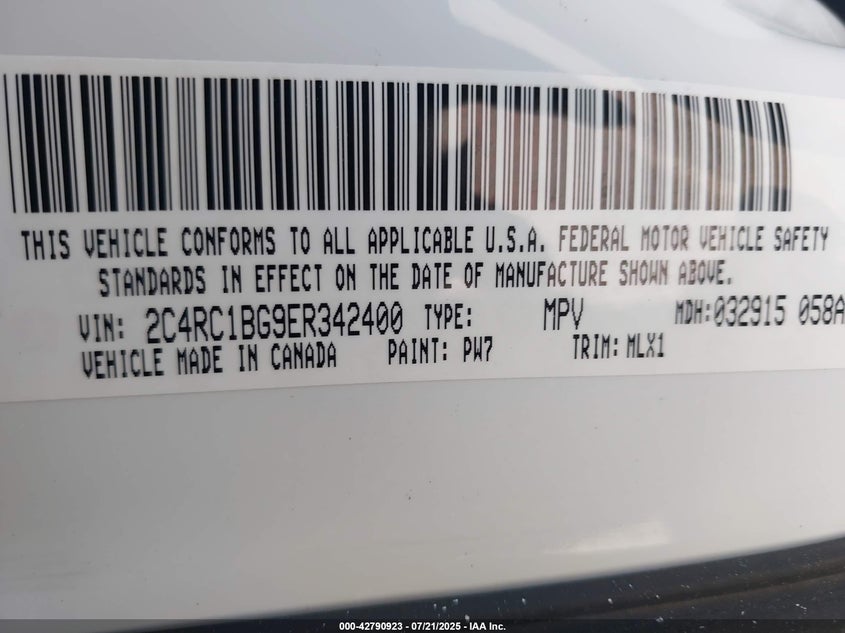 THIS VEHICLE CONFORMS TO ALL APPLICABLE U.S.A. FEDERAL MOTOR VEHICLE SAFETY
STANDARDS IN EFFECT ON THE DATE OF MANUFACTURE SHOWN ABOVE.
VIN: 2C4RC1BG9ER342400 TYPE: MPV MDH:032915 058A
VEHICLE MADE IN CANADA PAINT: PW7 TRIM: MLX1
000-42790923 / 07/21/2025 - IAA Inc.